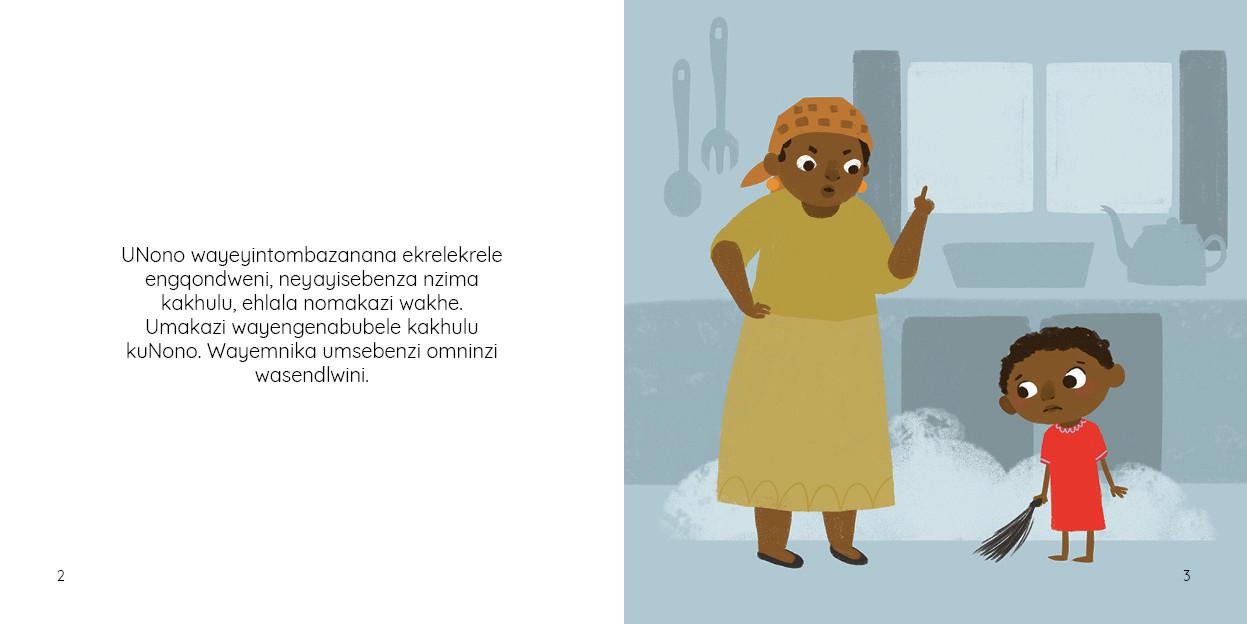 UNono wayeyintombazanana ekrelekrele
engqondweni, neyayisebenza nzima
kakhulu, ehlala nomakazi wakhe.
Umakazi wayengenabubele kakhulu
kuNono. Wayemnika umsebenzi omninzi
wasendlwini.
2
3